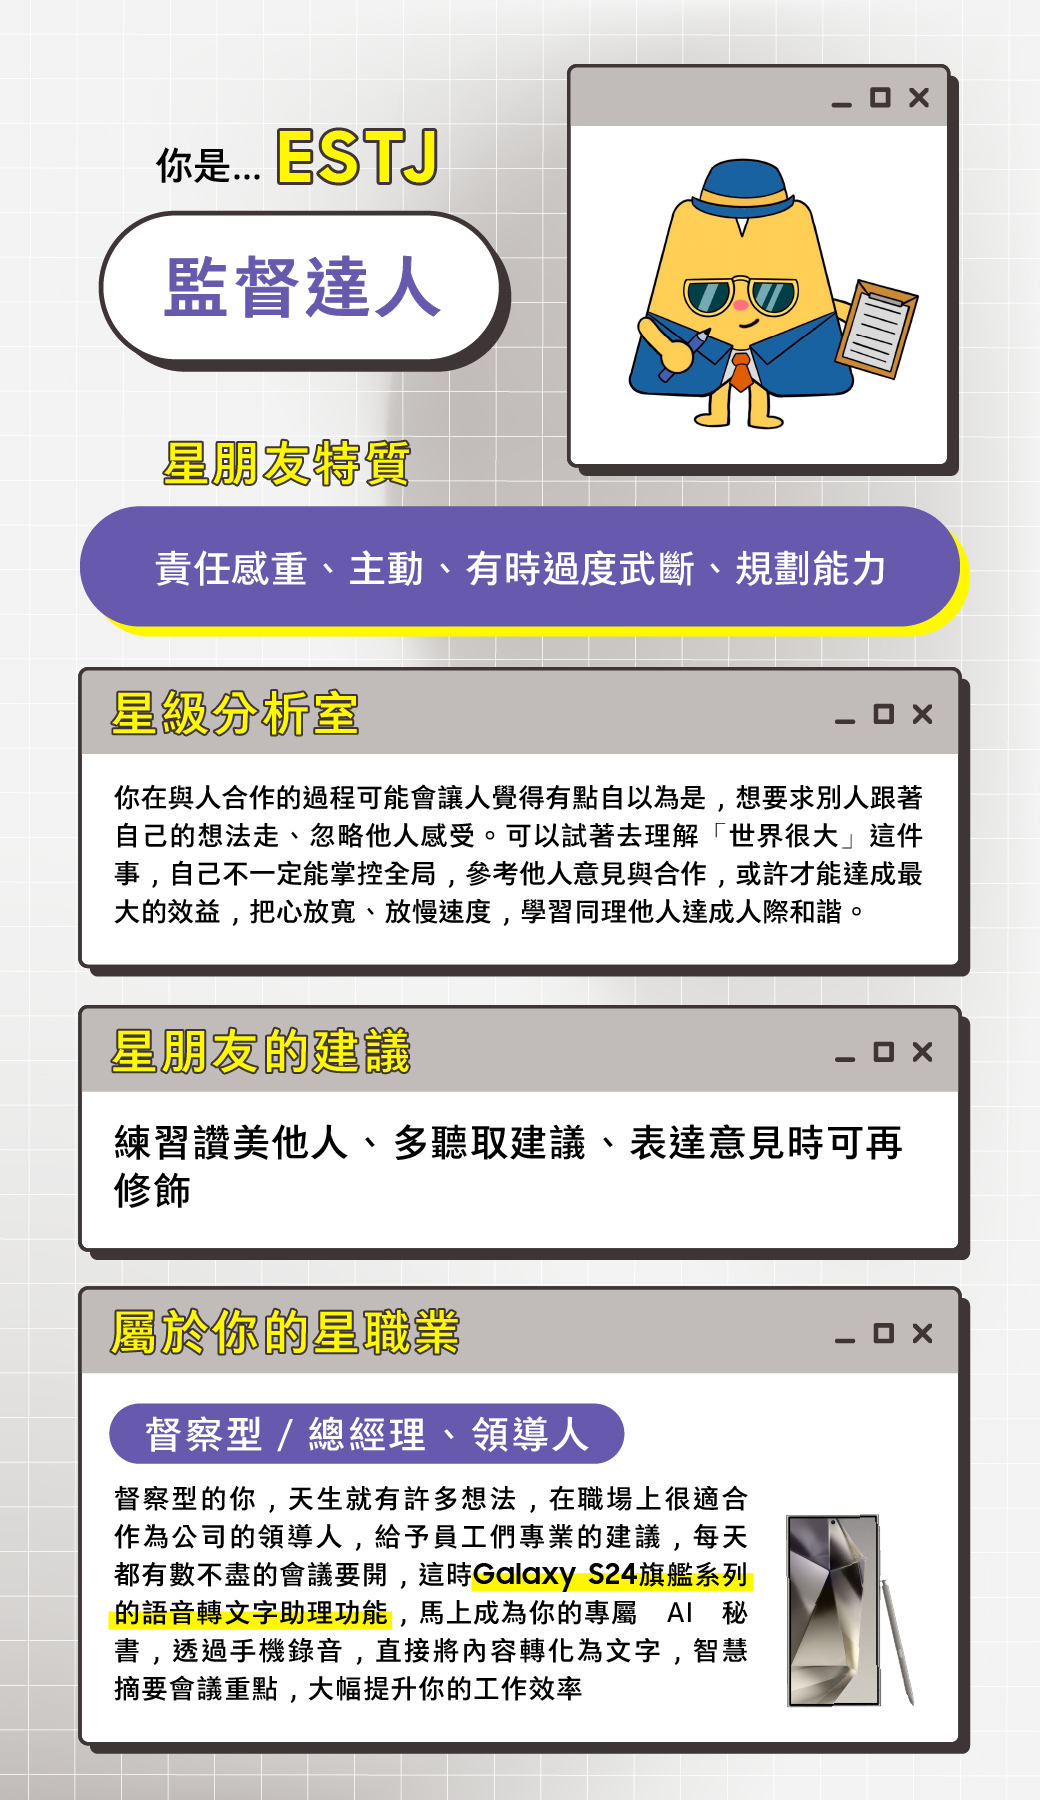 你是... ESTJ
監督達人
星朋友特質
責任感重、主動、有時過度武斷、規劃能力
星級分析室
你在與人合作的過程可能會讓人覺得有點自以為是，想要求別人跟著
自己的想法走、忽略他人感受。可以試著去理解「世界很大」這件
事，自己不一定能掌控全局，參考他人意見與合作，或許才能達成最
大的效益，把心放寬、放慢速度，學習同理他人達成人際和諧。
星朋友的建議
練習讚美他人、多聽取建議、表達意見時可再
修飾
屬於你的星職業
督察型 / 總經理、領導人
督察型的你，天生就有許多想法，在職場上很適合
作為公司的領導人，給予員工們專業的建議，每天
都有數不盡的會議要開，這時Galaxy S24旗艦系列
的語音轉文字助理功能，馬上成為你的專屬 AI 秘
書，透過手機錄音，直接將內容轉化為文字，智慧
摘要會議重點，大幅提升你的工作效率